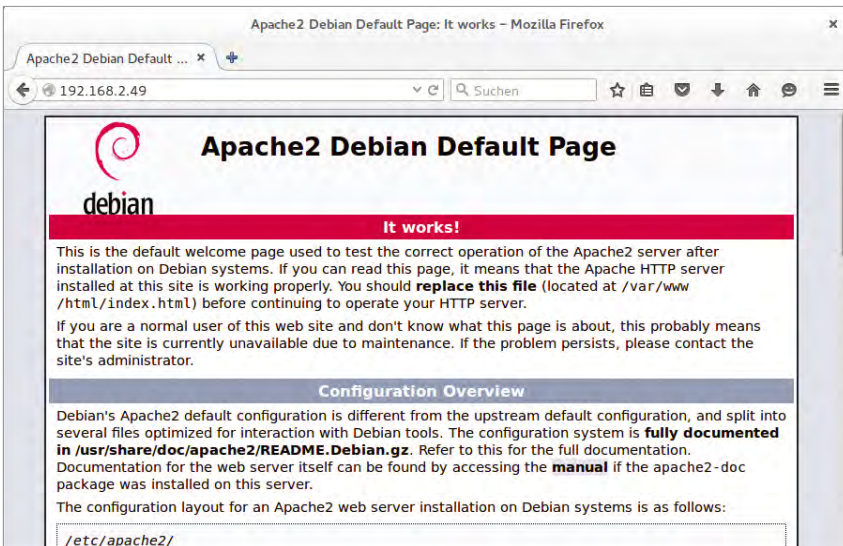 Apache2 Debian Default Page: It works – Mozilla Firefox
Apache2 Debian Default ...
192.168.2.49
Suchen
debian
Apache2 Debian Default Page
It works!
This is the default welcome page used to test the correct operation of the Apache2 server after
installation on Debian systems. If you can read this page, it means that the Apache HTTP server
installed at this site is working properly. You should replace this file (located at /var/www
/html/index.html) before continuing to operate your HTTP server.
If you are a normal user of this web site and don't know what this page is about, this probably means
that the site is currently unavailable due to maintenance. If the problem persists, please contact the
site's administrator.
Configuration Overview
Debian's Apache2 default configuration is different from the upstream default configuration, and split into
several files optimized for interaction with Debian tools. The configuration system is fully documented
in /usr/share/doc/apache2/README.Debian.gz. Refer to this for the full documentation.
Documentation for the web server itself can be found by accessing the manual if the apache2-doc
package was installed on this server.
The configuration layout for an Apache2 web server installation on Debian systems is as follows:
/etc/apache2/